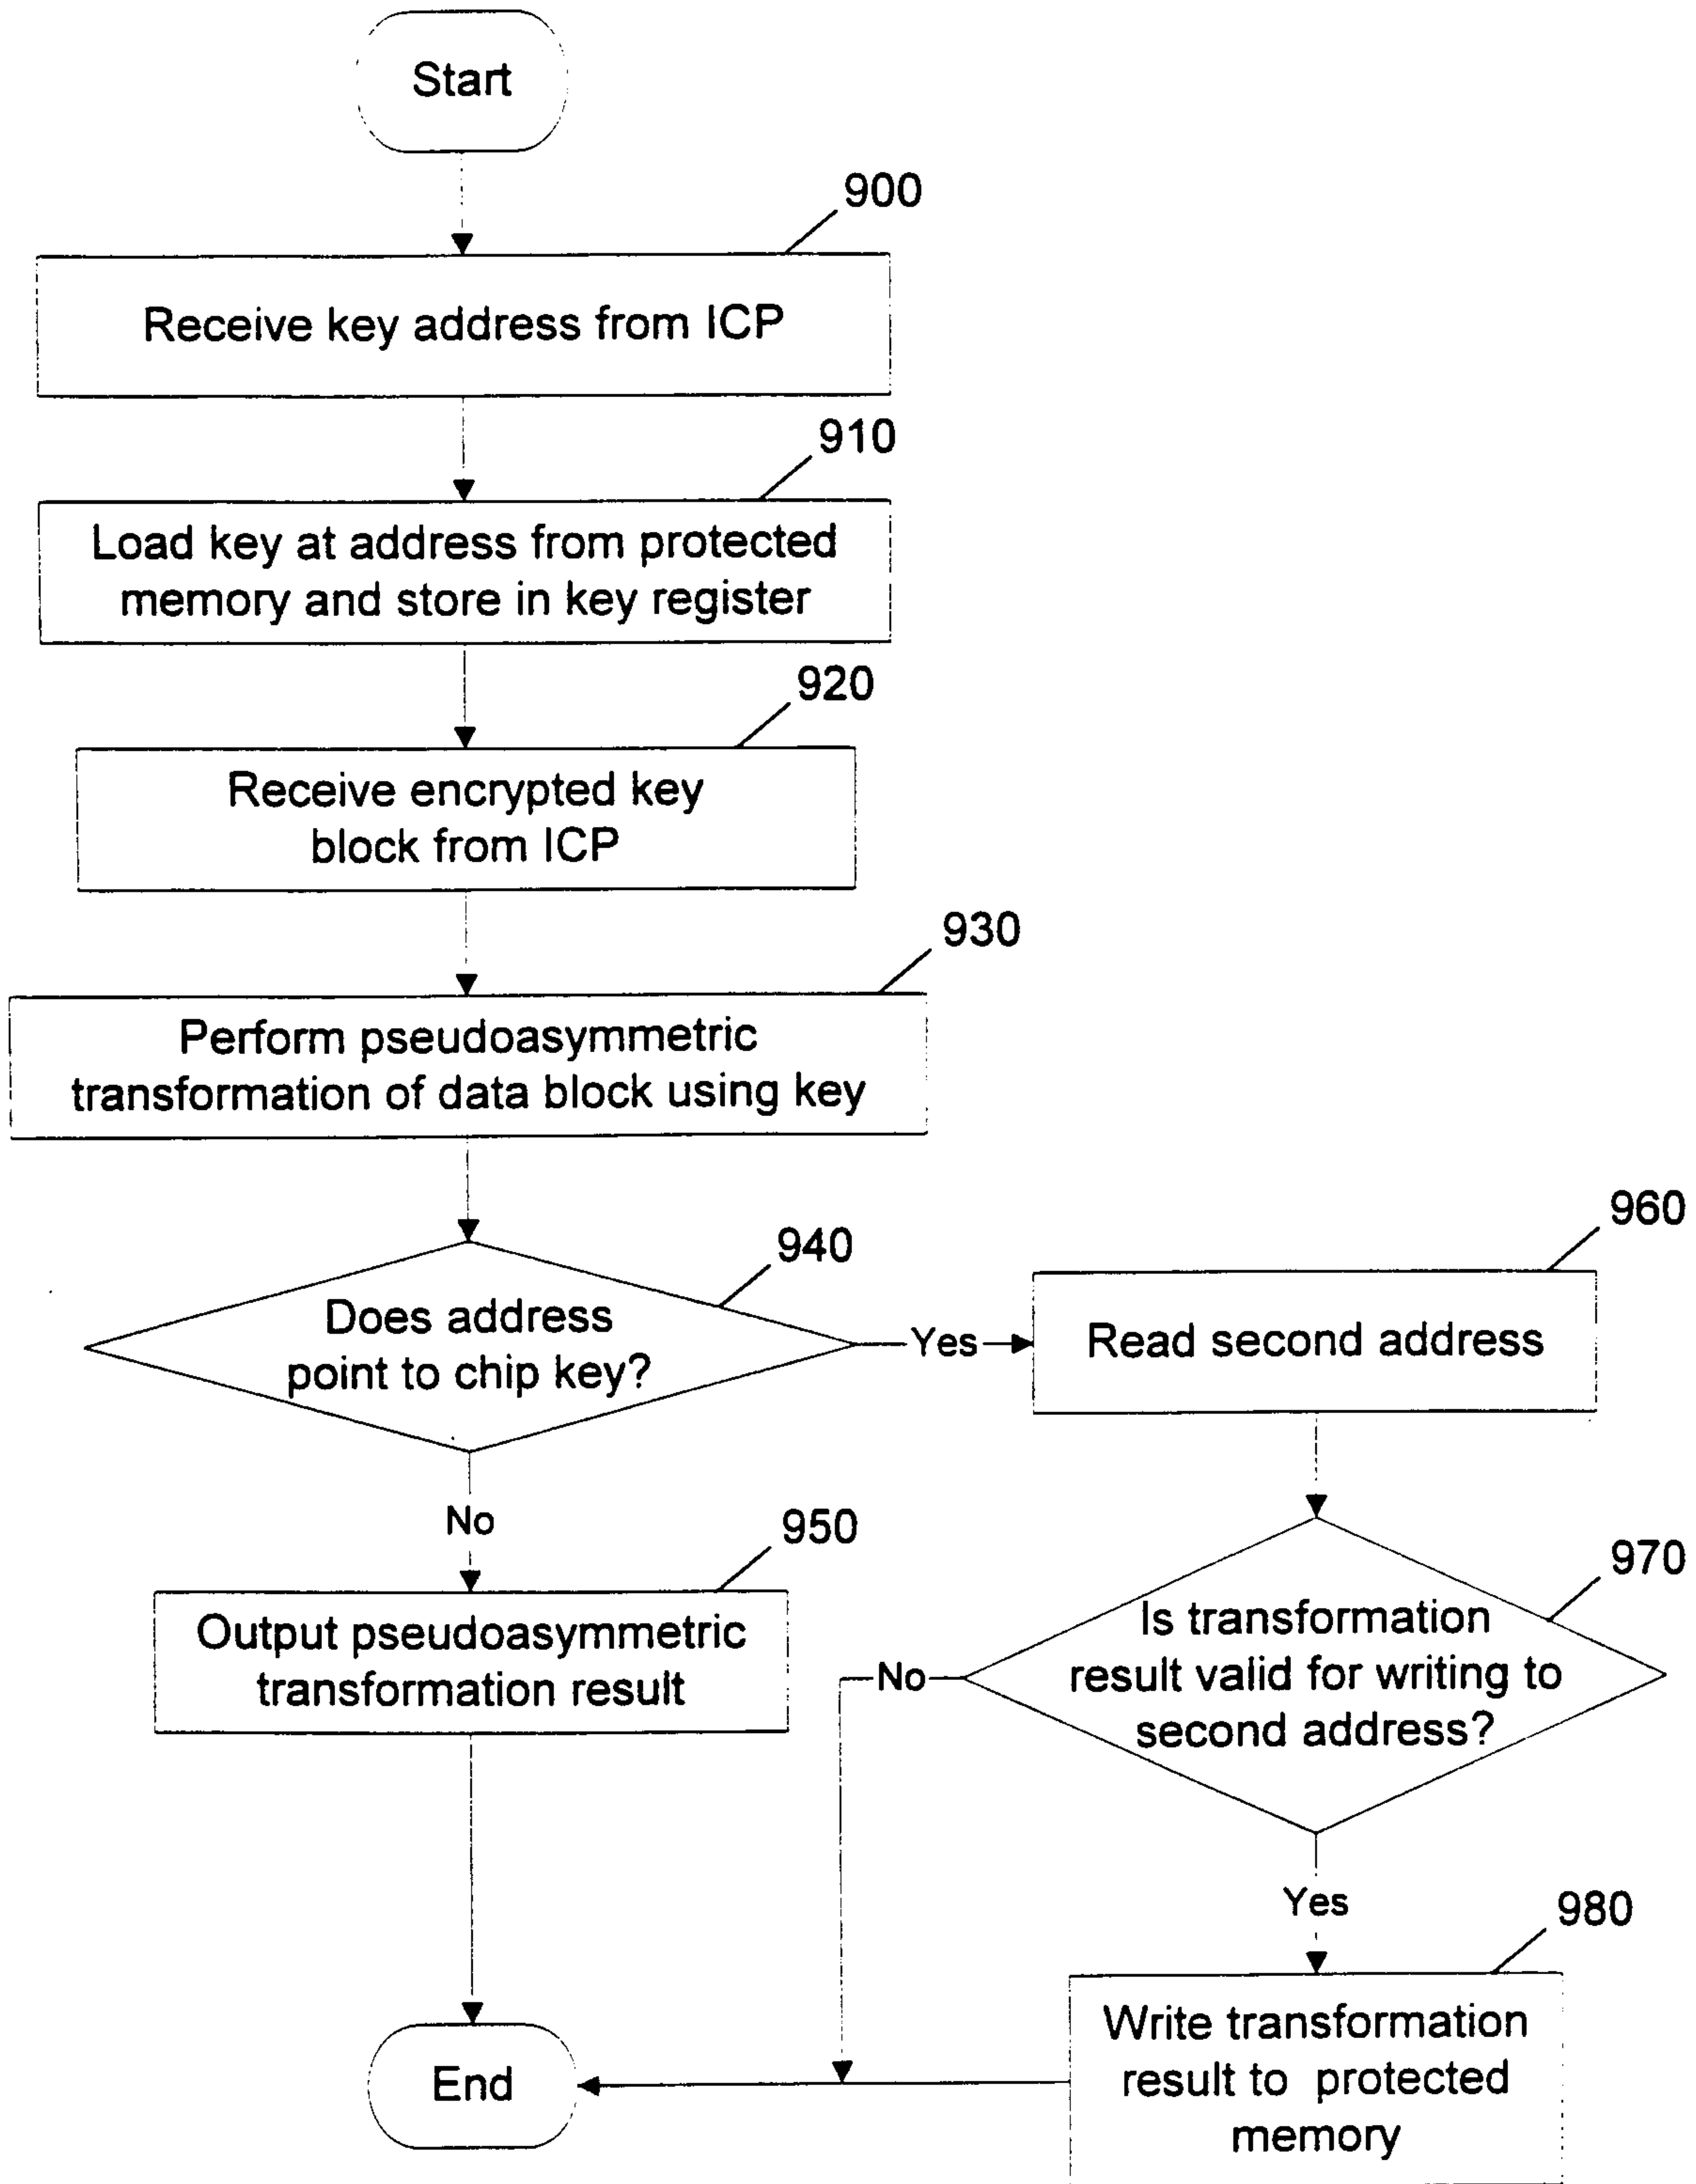 Start
900
Receive key address from ICP
910
Load key at address from protected
memory and store in key register
920
Receive encrypted key
block from ICP
930
Perform pseudoasymmetric
transformation of data block using key
940
Does address
point to chip key?
Yes
960
Read second address
No
950
Output pseudoasymmetric
transformation result
970
Is transformation
result valid for writing to
second address?
No
Yes
980
Write transformation
result to protected
memory
End